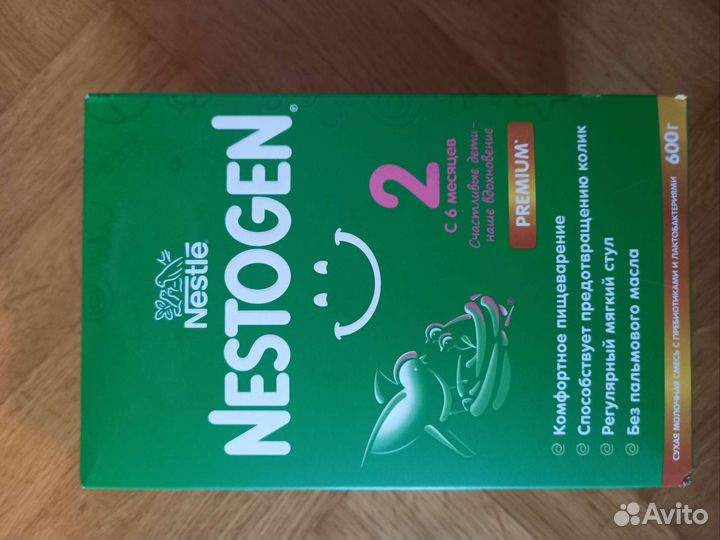 Nestlé
NESTOGEN®
2
С 6 месяцев
Счастливые дети –
наше вдохновение
PREMIUM*
Комфортное пищеварение
Способствует предотвращению колик
Регулярный мягкий стул
Без пальмового масла
СУХАЯ МОЛОЧНАЯ СМЕСЬ С ПРЕБИОТИКАМИ И ЛАКТОБАКТЕРИЯМИ 600г
Avito